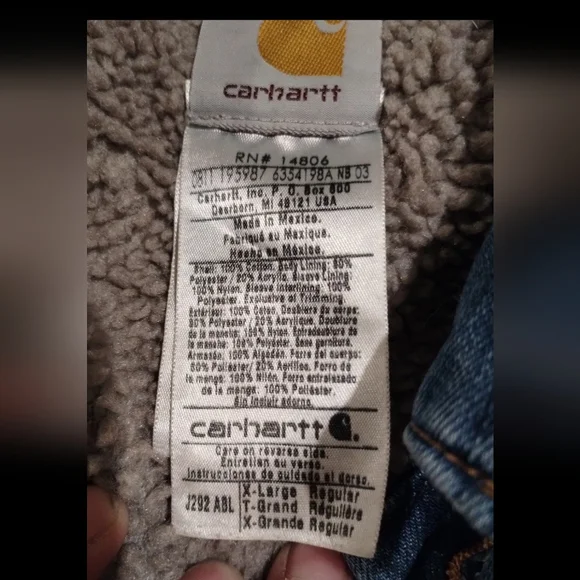 carhartt
RN# 14806
0811 195987 6354198A NB 03
Carhartt, Inc. P. O. Box 600
Dearborn, MI 49121 USA
Made in Mexico.
Fabriqué au Mexique.
Hecho en México.
Shell: 100% Cotton. Body Lining: 80%
Polyester / 20% Acrylic. Sleeve Lining:
100% Nylon. Sleeve Interlining: 100%
Polyester. Exclusive of Trimming.
Extérieur: 100% Coton. Doublure du corps:
80% Polyester / 20% Acrylique. Doublure
de la manche: 100% Nylon. Entredoublure de
la manche: 100% Polyester. Sans garniture.
Armazón: 100% Algodón. Forro del cuerpo:
80% Poliéster / 20% Acrílico. Forro de
la manga: 100% Nilón. Forro entrelazado
de la manga: 100% Poliéster.
Sin incluir adorno.
carhartt
Care on reverse side.
Entretien au verso.
Instrucciones de cuidado al dorso.
J292 ABL
X-Large Regular
T-Grand Régulière
X-Grande Regular